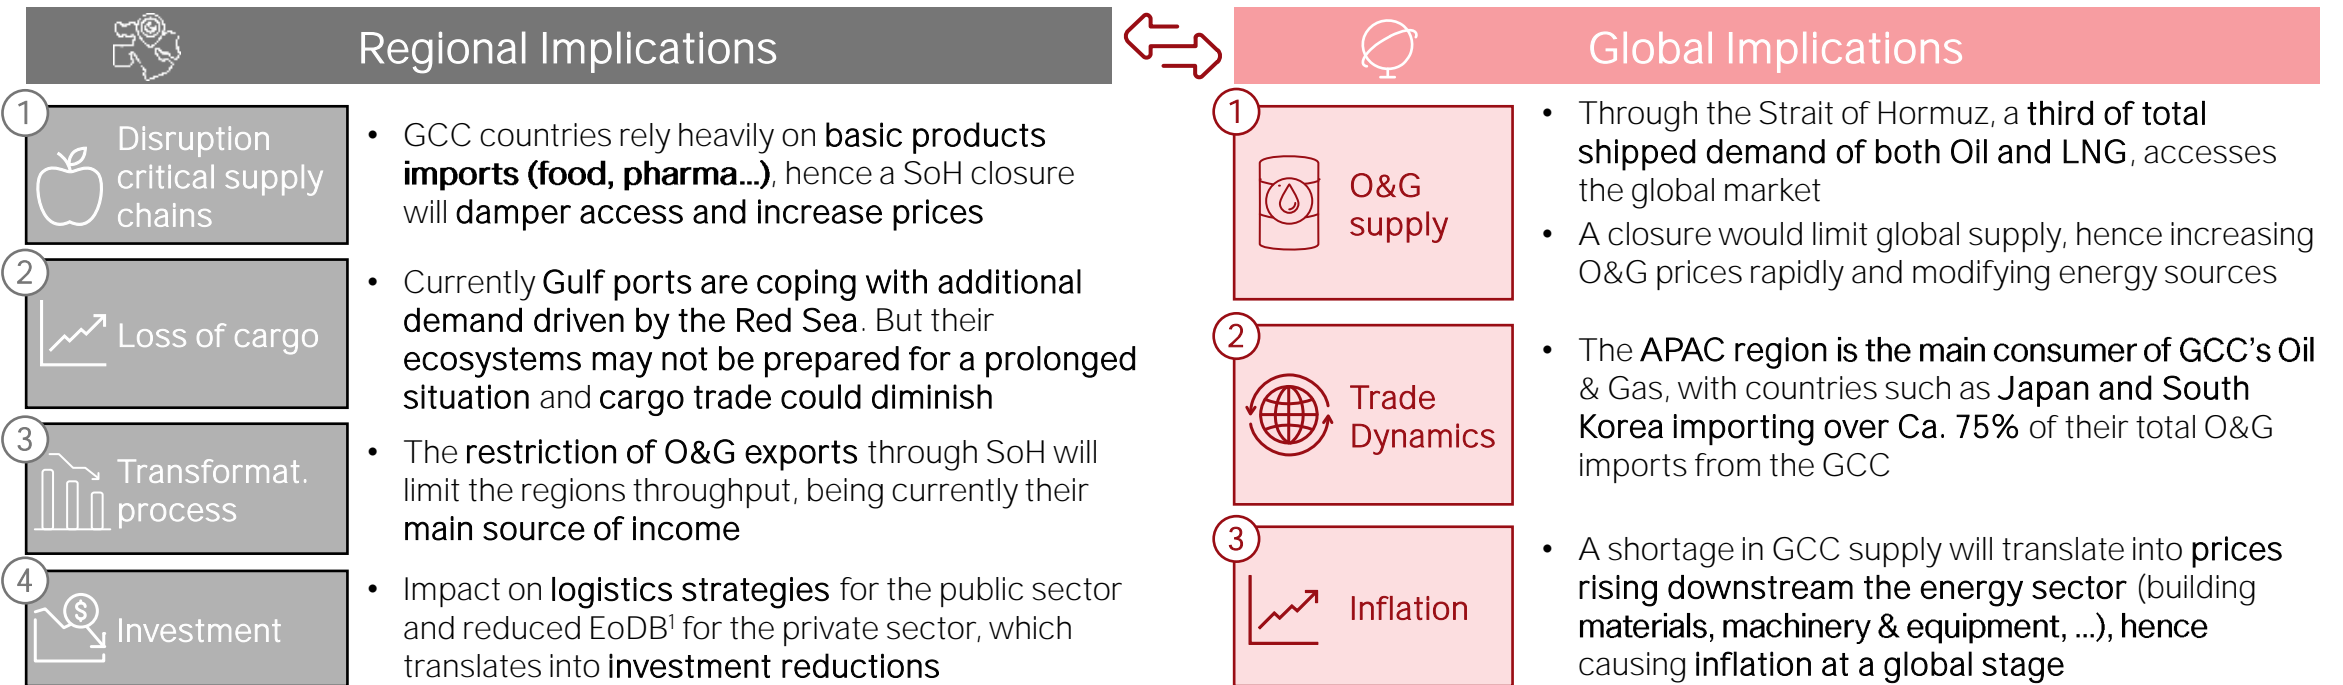 Regional Implications
1
Disruption
critical supply
chains
• GCC countries rely heavily on basic products
imports (food, pharma...), hence a SoH closure
will damper access and increase prices
2
Loss of cargo
• Currently Gulf ports are coping with additional
demand driven by the Red Sea. But their
ecosystems may not be prepared for a prolonged
situation and cargo trade could diminish
3
Transformat.
process
• The restriction of O&G exports through SoH will
limit the regions throughput, being currently their
main source of income
4
$
Investment
• Impact on logistics strategies for the public sector
and reduced EoDB¹ for the private sector, which
translates into investment reductions
Global Implications
1
O&G
supply
• Through the Strait of Hormuz, a third of total
shipped demand of both Oil and LNG, accesses
the global market
• A closure would limit global supply, hence increasing
O&G prices rapidly and modifying energy sources
2
Trade
Dynamics
• The APAC region is the main consumer of GCC's Oil
& Gas, with countries such as Japan and South
Korea importing over Ca. 75% of their total O&G
imports from the GCC
3
Inflation
• A shortage in GCC supply will translate into prices
rising downstream the energy sector (building
materials, machinery & equipment, ...), hence
causing inflation at a global stage